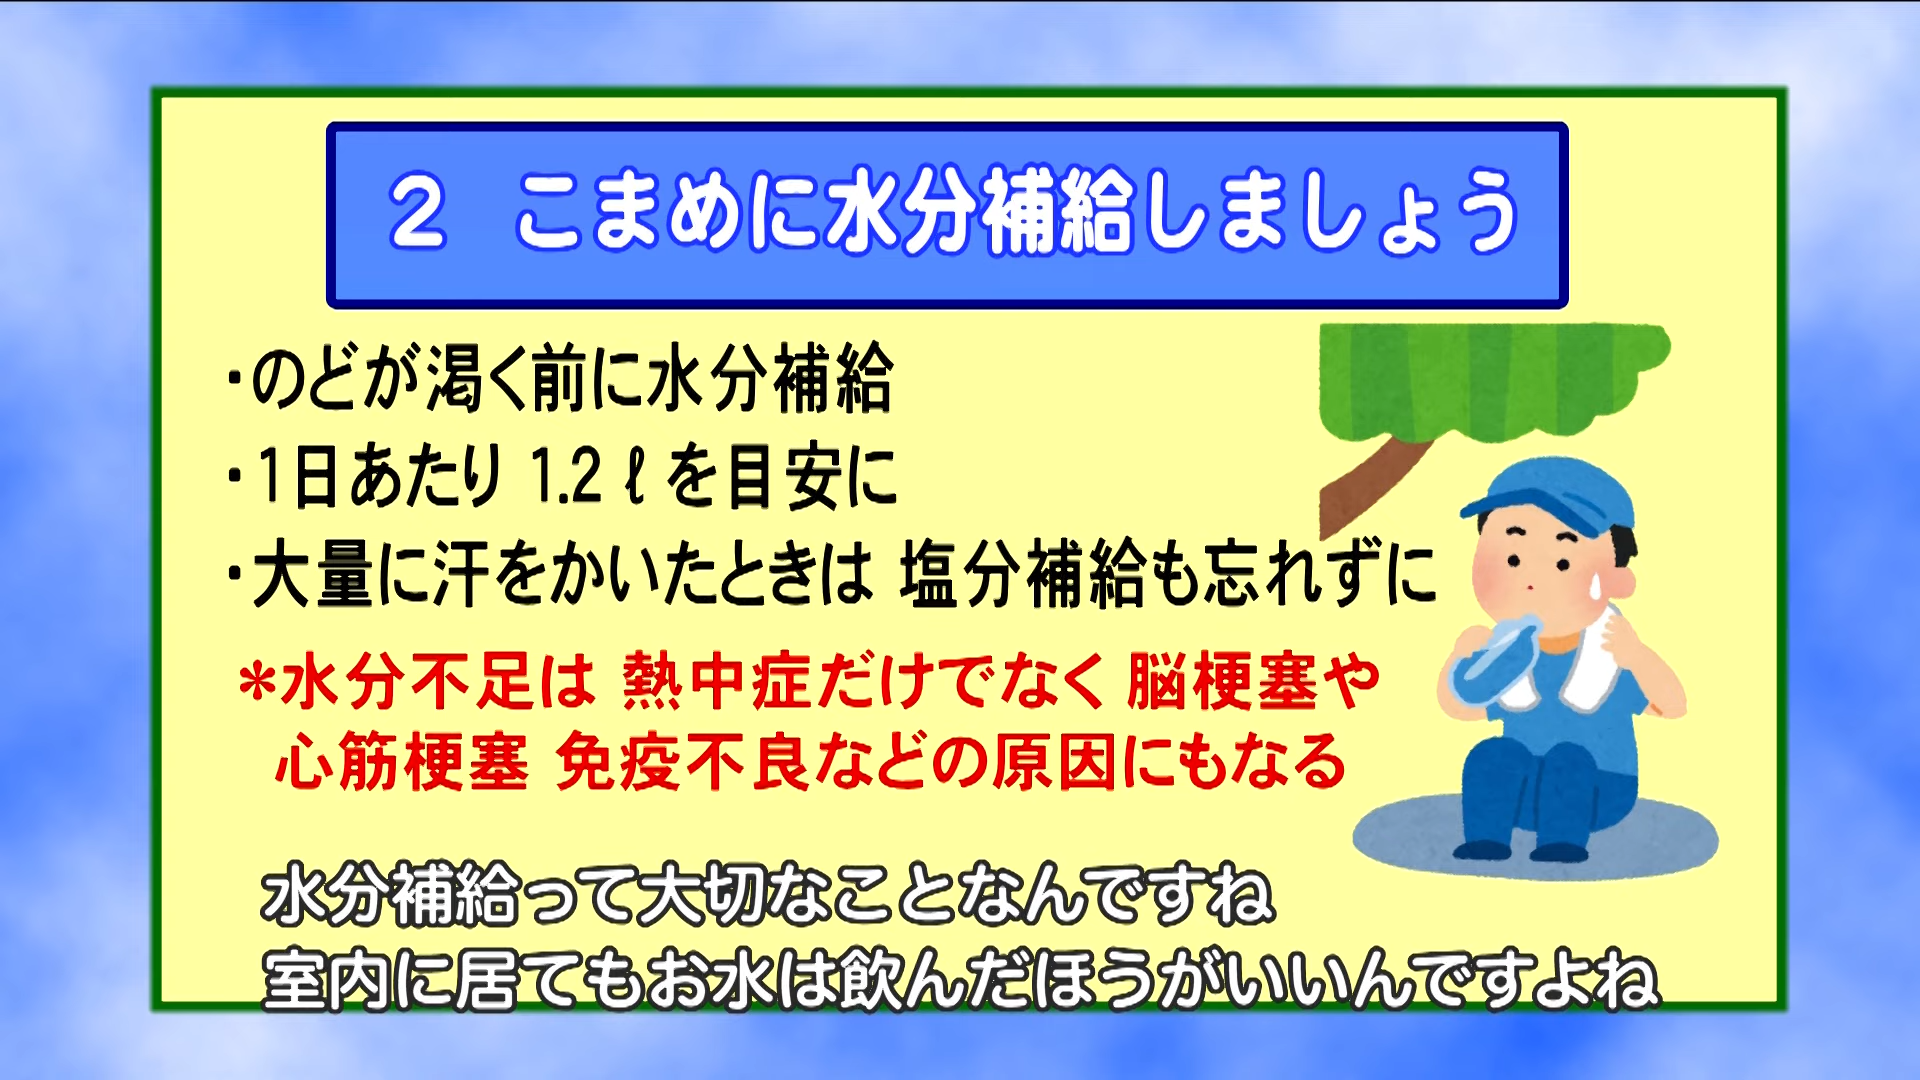 ２　こまめに水分補給しましょう
・のどが渇く前に水分補給
・1日あたり 1.2 ℓ を目安に
・大量に汗をかいたときは 塩分補給も忘れずに
＊水分不足は 熱中症だけでなく 脳梗塞や
心筋梗塞 免疫不良などの原因にもなる
水分補給って大切なことなんですね
室内に居てもお水は飲んだほうがいいんですよね